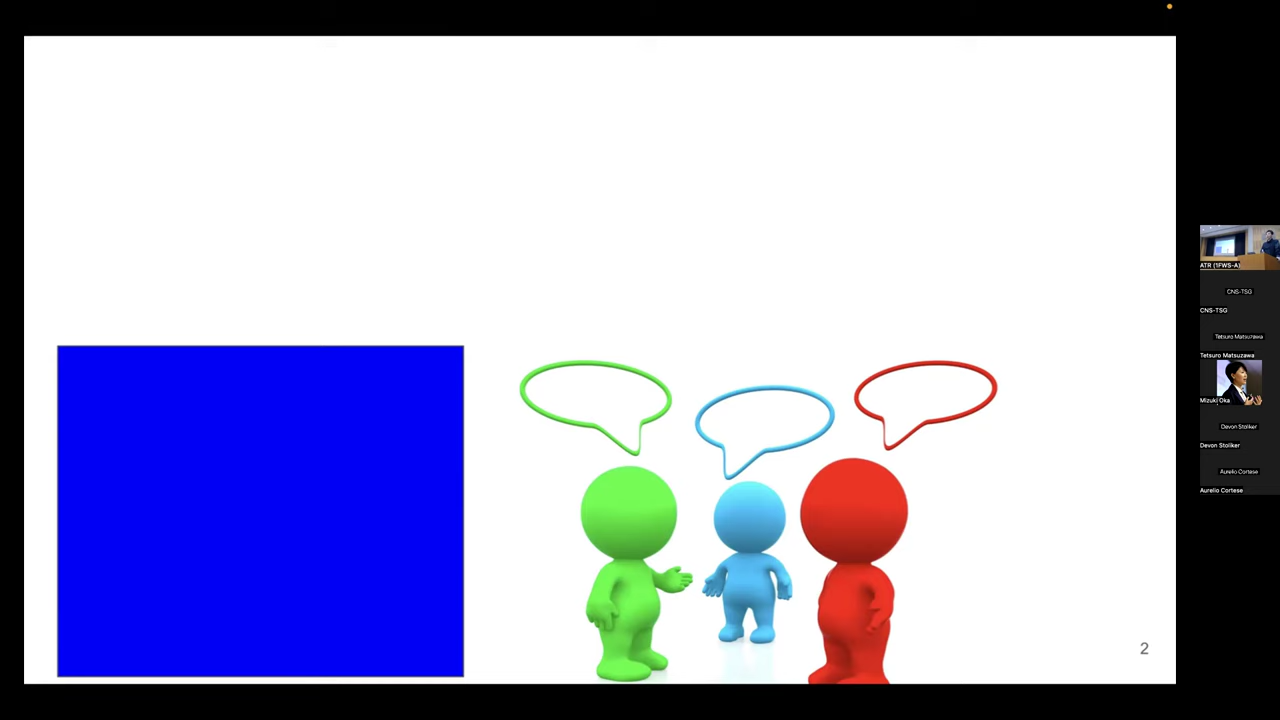 2
ATR (1FWS-A)
CNS-TSG
CNS-TSG
Tetsuro Matsuzawa
Tetsuro Matsuzawa
Mizuki Oka
Devon Stoliker
Devon Stoliker
Aurelio Cortese
Aurelio Cortese